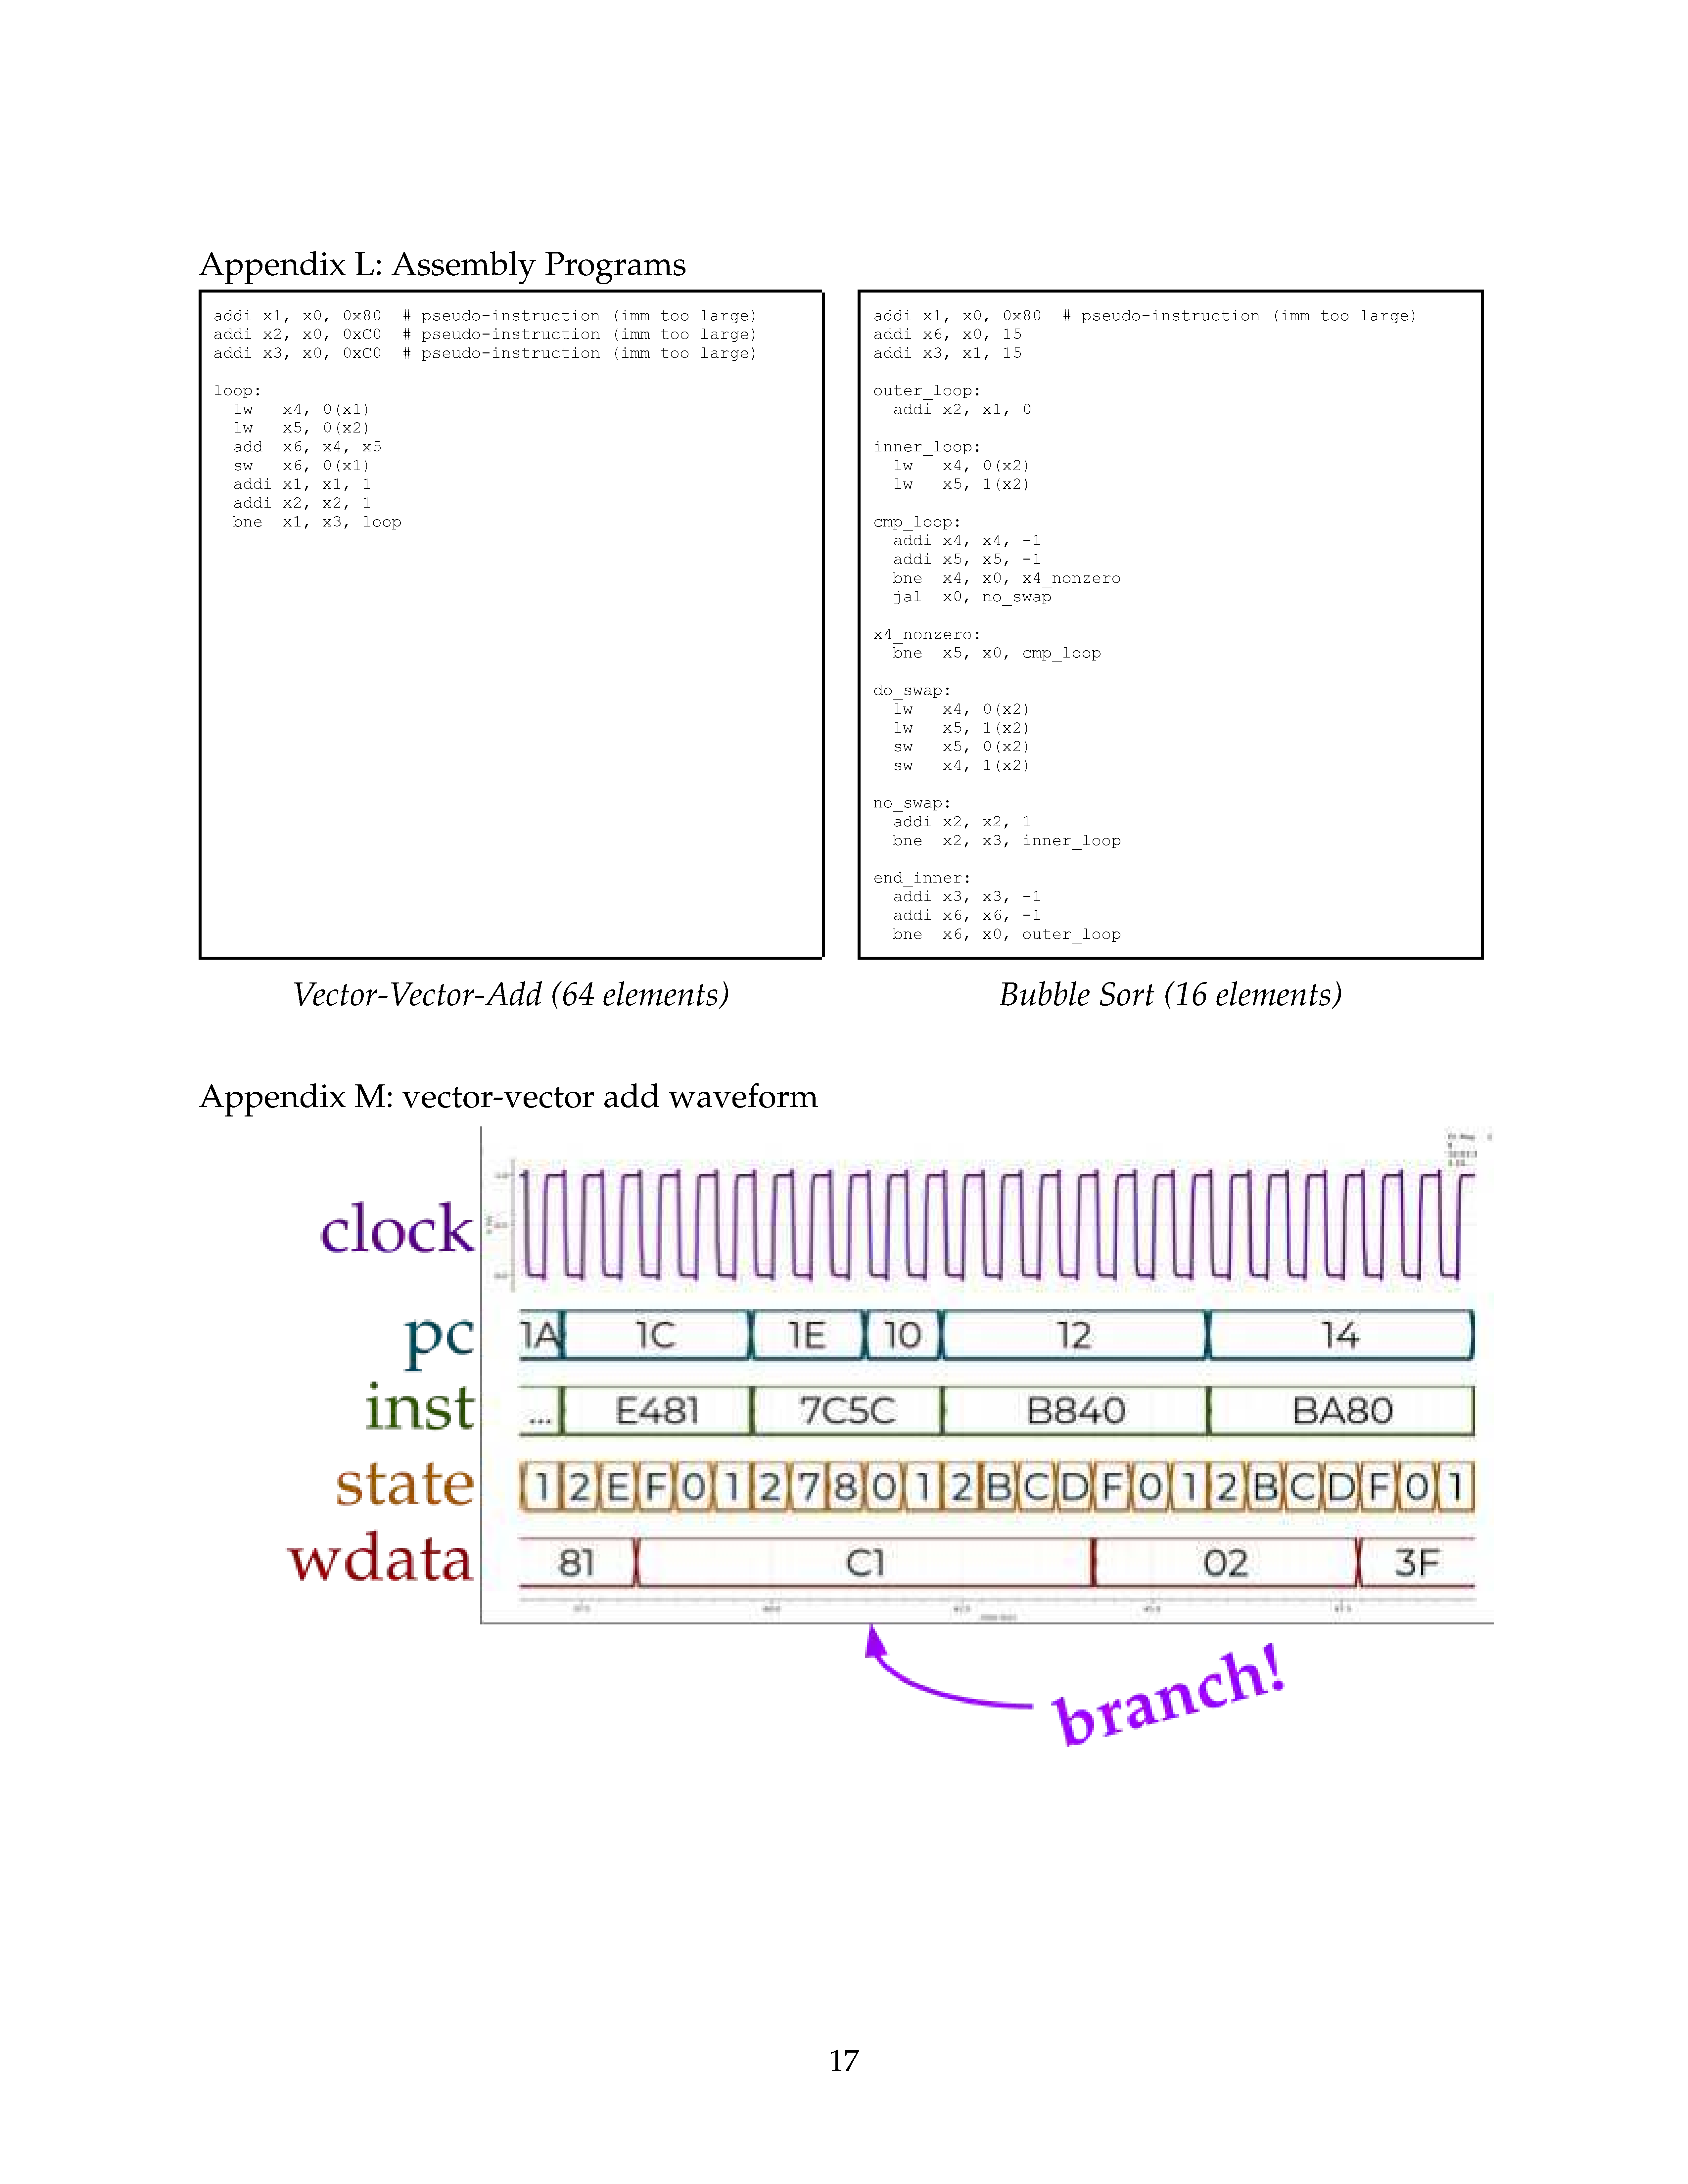 Appendix L: Assembly Programs
addi x1, x0, 0x80  # pseudo-instruction (imm too large)
addi x2, x0, 0xC0  # pseudo-instruction (imm too large)
addi x3, x0, 0xC0  # pseudo-instruction (imm too large)
loop:
  lw   x4, 0(x1)
  lw   x5, 0(x2)
  add  x6, x4, x5
  sw   x6, 0(x1)
  addi x1, x1, 1
  addi x2, x2, 1
  bne  x1, x3, loop
Vector-Vector-Add (64 elements)
addi x1, x0, 0x80  # pseudo-instruction (imm too large)
addi x6, x0, 15
addi x3, x1, 15
outer_loop:
  addi x2, x1, 0
inner_loop:
  lw   x4, 0(x2)
  lw   x5, 1(x2)
cmp_loop:
  addi x4, x4, -1
  addi x5, x5, -1
  bne  x4, x0, x4_nonzero
  jal  x0, no_swap
x4_nonzero:
  bne  x5, x0, cmp_loop
do_swap:
  lw   x4, 0(x2)
  lw   x5, 1(x2)
  sw   x5, 0(x2)
  sw   x4, 1(x2)
no_swap:
  addi x2, x2, 1
  bne  x2, x3, inner_loop
end_inner:
  addi x3, x3, -1
  addi x6, x6, -1
  bne  x6, x0, outer_loop
Bubble Sort (16 elements)
Appendix M: vector-vector add waveform
clock
pc 1A 1C 1E 10 12 14
inst ... E481 7C5C B840 BA80
state 1 2 E F 0 1 2 7 8 0 1 2 B C D F 0 1 2 B C D F 0 1
wdata 81 C1 02 3F
branch!
17